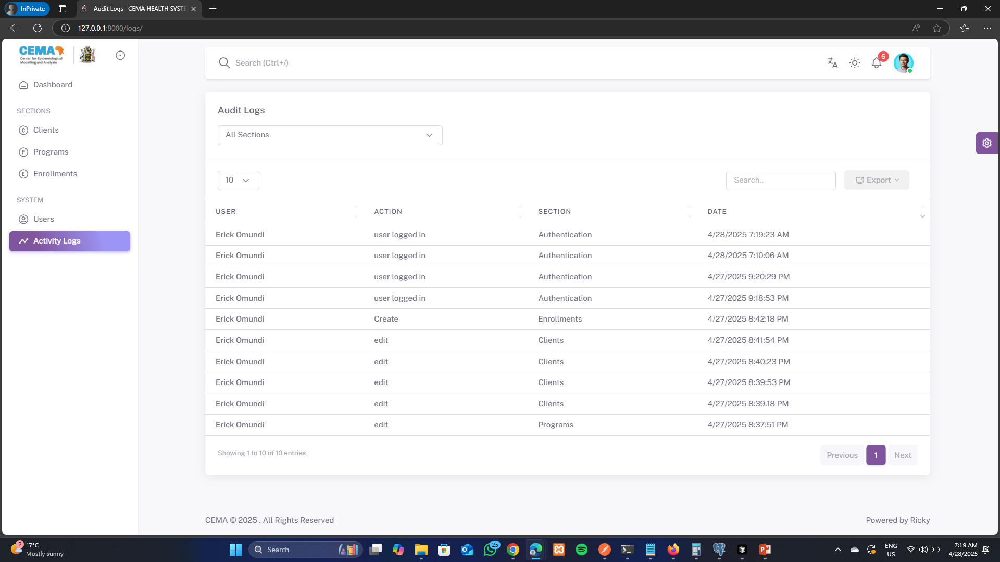 InPrivate
Audit Logs | CEMA HEALTH SYSTE
127.0.0.1:8000/logs/
CEMA
Center for Epidemiological
Modelling and Analysis
Search (Ctrl+/)
5
Dashboard
SECTIONS
C Clients
P Programs
E Enrollments
SYSTEM
Users
Activity Logs
Audit Logs
All Sections
10
Search..
Export
USER ACTION SECTION DATE
Erick Omundi user logged in Authentication 4/28/2025 7:19:23 AM
Erick Omundi user logged in Authentication 4/28/2025 7:10:06 AM
Erick Omundi user logged in Authentication 4/27/2025 9:20:29 PM
Erick Omundi user logged in Authentication 4/27/2025 9:18:53 PM
Erick Omundi Create Enrollments 4/27/2025 8:42:18 PM
Erick Omundi edit Clients 4/27/2025 8:41:54 PM
Erick Omundi edit Clients 4/27/2025 8:40:23 PM
Erick Omundi edit Clients 4/27/2025 8:39:53 PM
Erick Omundi edit Clients 4/27/2025 8:39:18 PM
Erick Omundi edit Programs 4/27/2025 8:37:51 PM
Showing 1 to 10 of 10 entries
Previous 1 Next
CEMA © 2025 . All Rights Reserved
Powered by Ricky
2
17°C
Mostly sunny
Search
25
ENG
US
7:19 AM
4/28/2025